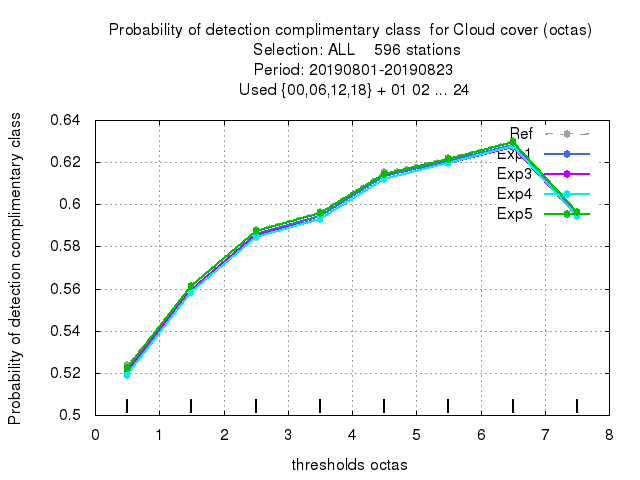 Probability of detection complimentary class  for Cloud cover (octas)
Selection: ALL    596 stations
Period: 20190801-20190823
Used {00,06,12,18} + 01 02 ... 24
Probability of detection complimentary class
0.64
0.62
0.6
0.58
0.56
0.54
0.52
0.5
Ref
Exp1
Exp3
Exp4
Exp5
0 1 2 3 4 5 6 7 8
thresholds octas